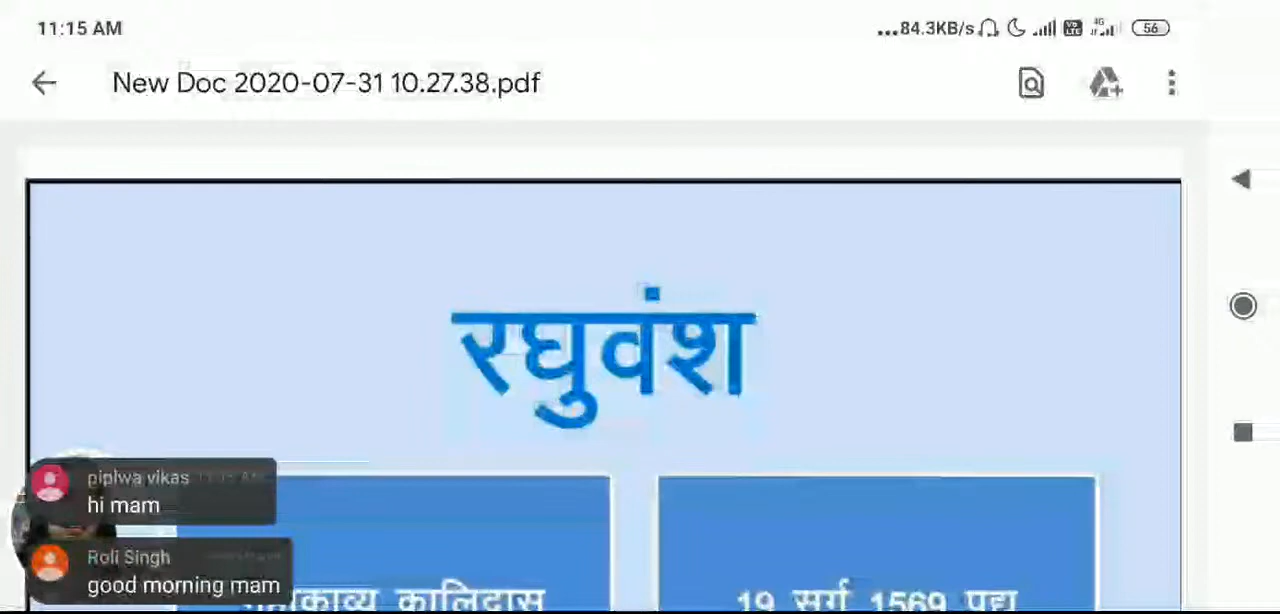 11:15 AM
...84.3KB/s 4G 56
New Doc 2020-07-31 10.27.38.pdf
रघुवंश
piplwa vikas
hi mam
Roli Singh
good morning mam
कालिदास
19 सर्ग 1569 पद्य